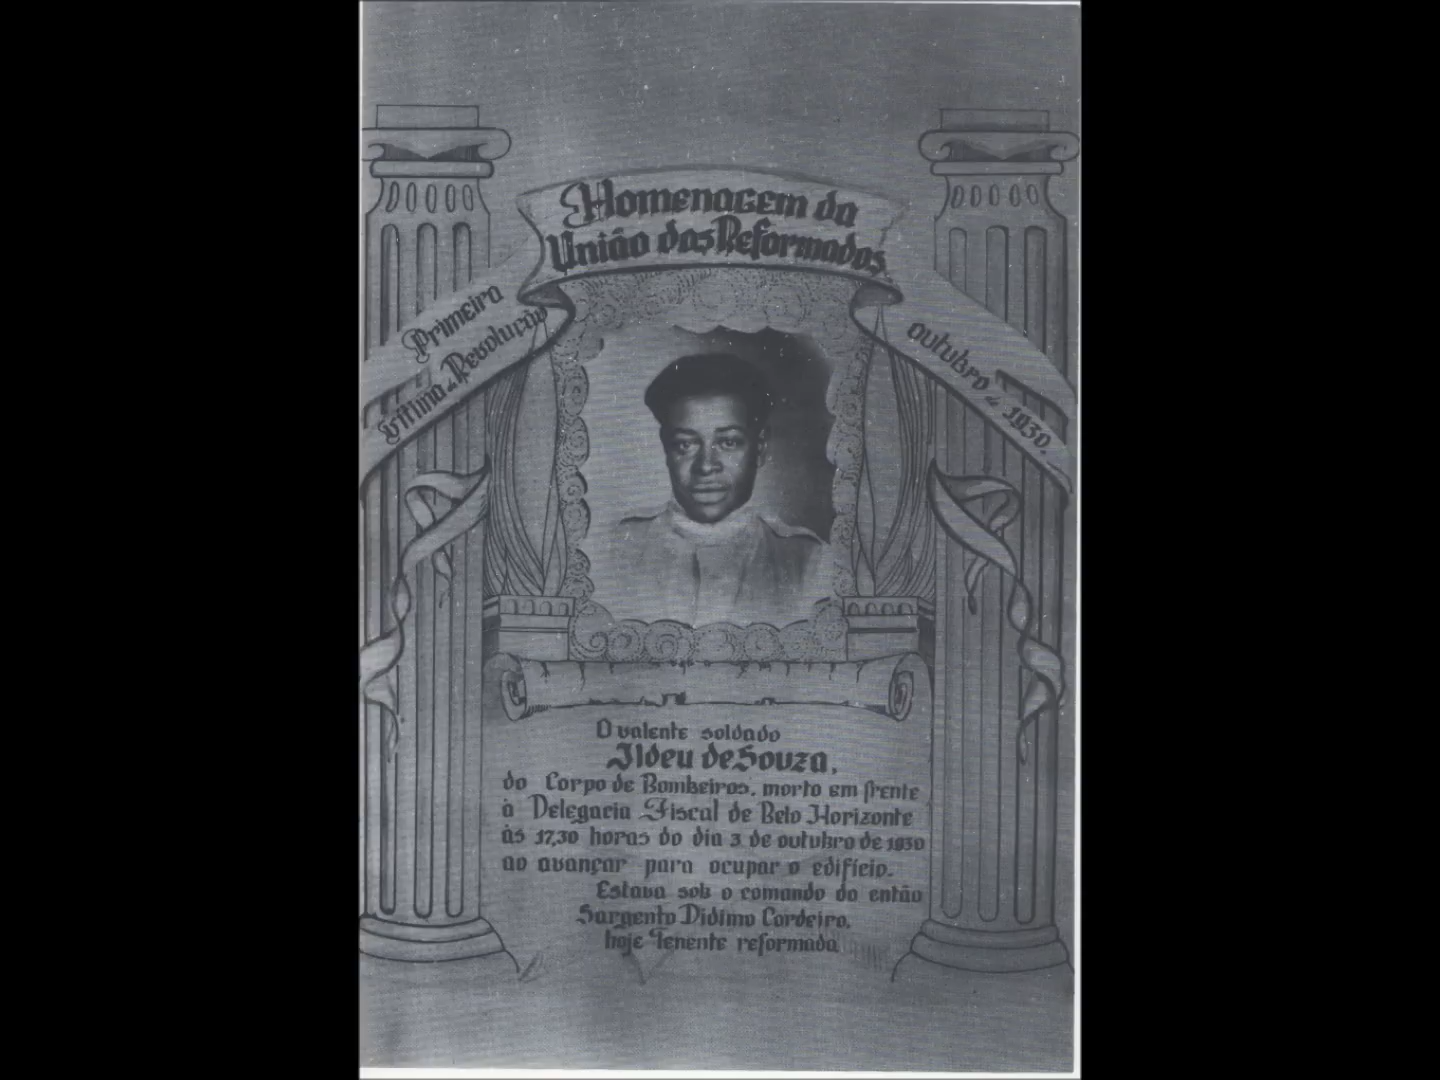 Homenagem da
União dos Reformados
Primeira
Vítima da Revolução
outubro de 1930.
O valente soldado
Ildeu de Souza,
do Corpo de Bombeiros, morto em frente
à Delegacia Fiscal de Belo Horizonte
às 17,30 horas do dia 3 de outubro de 1930
ao avançar para ocupar o edifício.
Estava sob o comando do então
Sargento Didimo Cordeiro,
hoje Tenente reformado